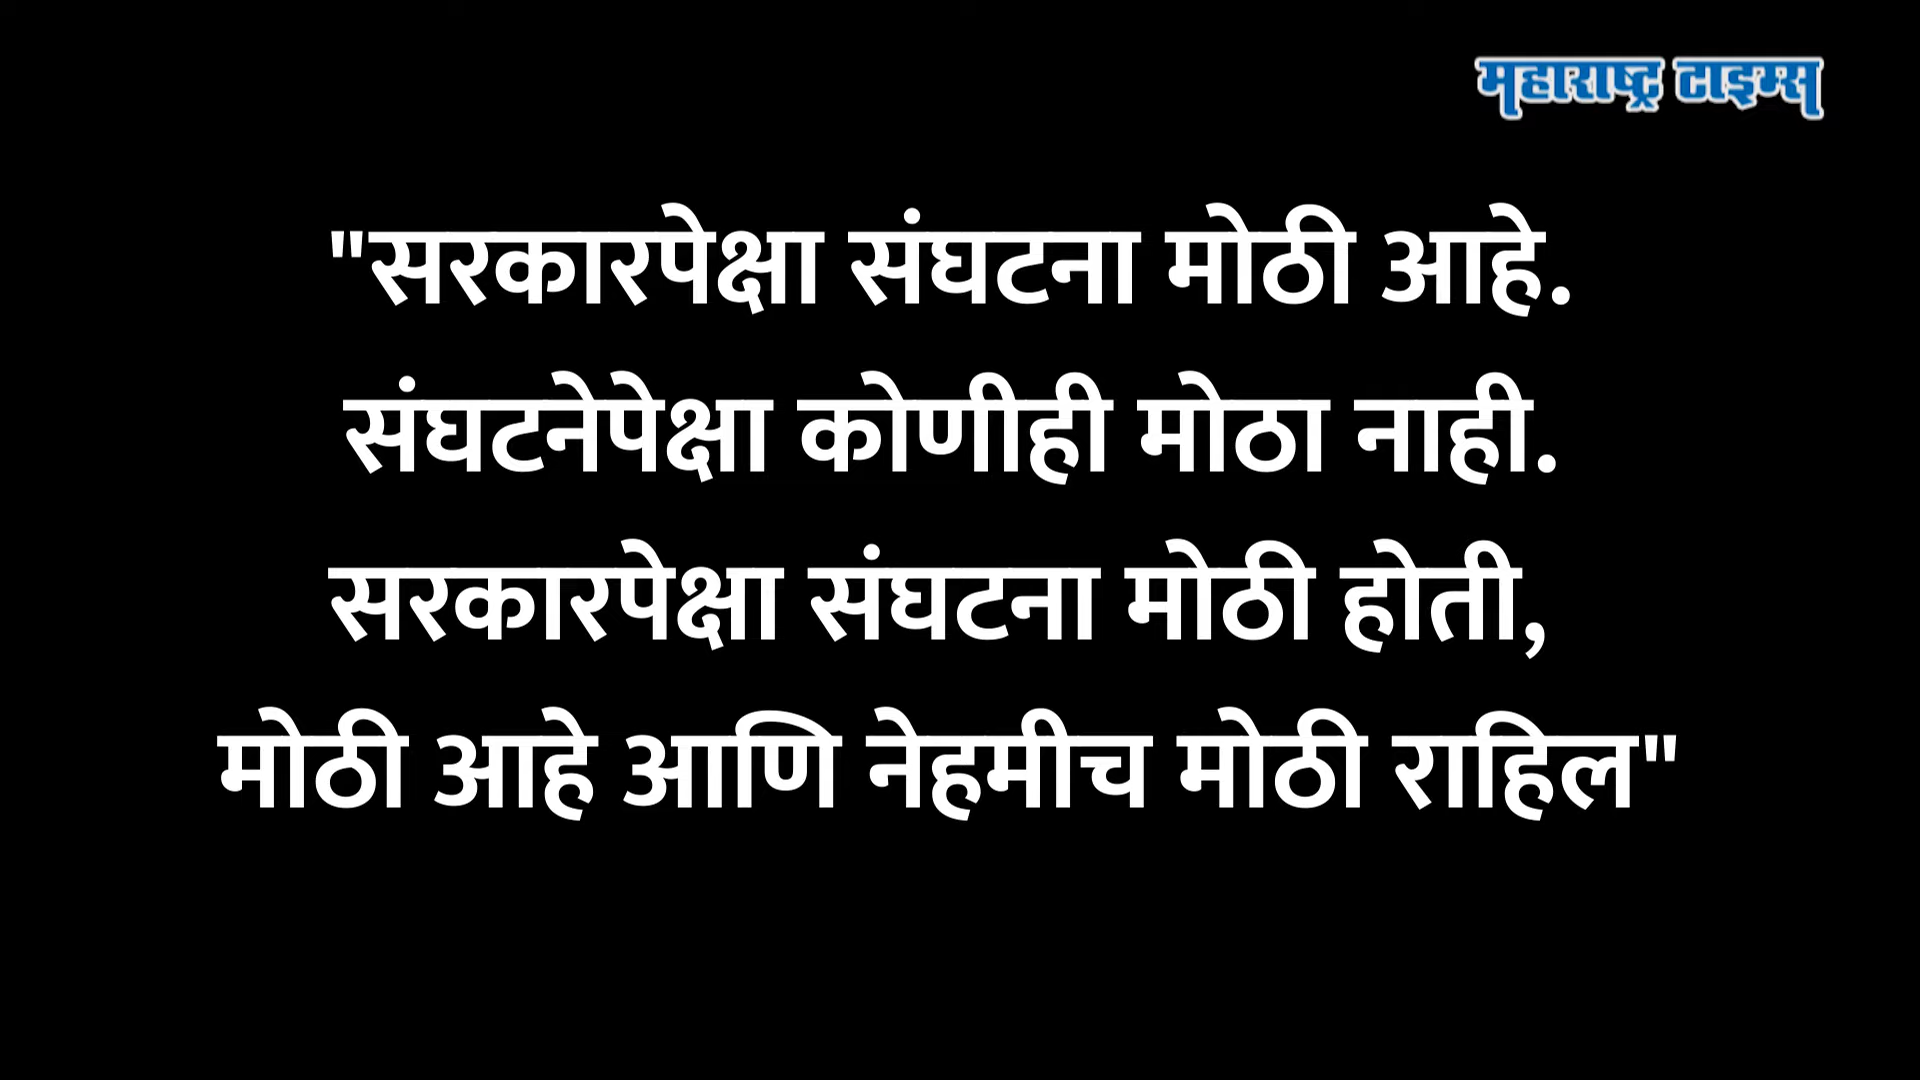 महाराष्ट्र टाइम्स
"सरकारपेक्षा संघटना मोठी आहे.
संघटनेपेक्षा कोणीही मोठा नाही.
सरकारपेक्षा संघटना मोठी होती,
मोठी आहे आणि नेहमीच मोठी राहिल"